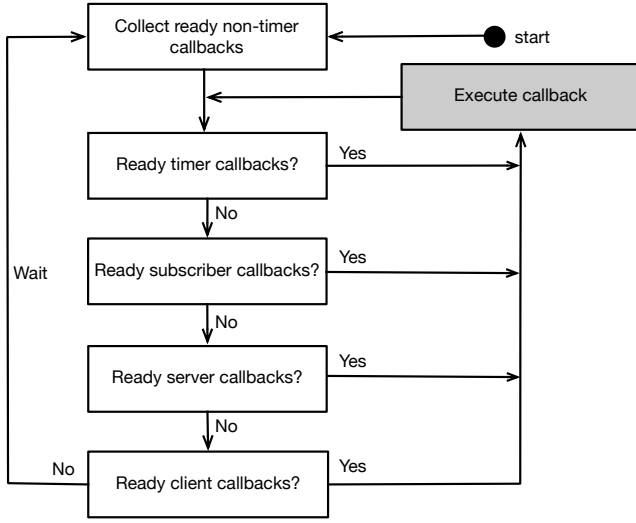 Collect ready non-timer
callbacks
start
Execute callback
Ready timer callbacks?
Yes
No
Ready subscriber callbacks?
Yes
Wait
No
Ready server callbacks?
Yes
No
No
Ready client callbacks?
Yes